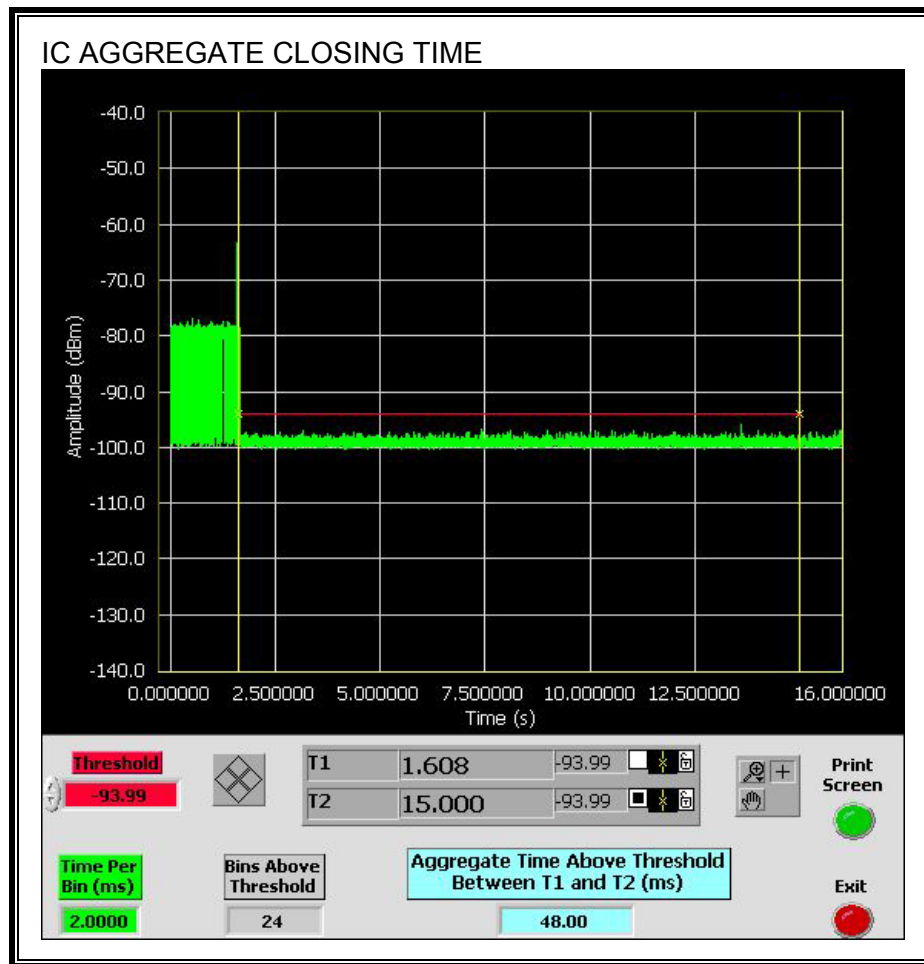 IC AGGREGATE CLOSING TIME
-40.0
-50.0
-60.0
-70.0
-80.0
-90.0
-100.0
-110.0
-120.0
-130.0
-140.0
Amplitude (dBm)
0.000000 2.500000 5.000000 7.500000 10.000000 12.500000 16.000000
Time (s)
Threshold
-93.99
T1 1.608 -93.99
T2 15.000 -93.99
Print
Screen
Time Per
Bin (ms)
2.0000
Bins Above
Threshold
24
Aggregate Time Above Threshold
Between T1 and T2 (ms)
48.00
Exit